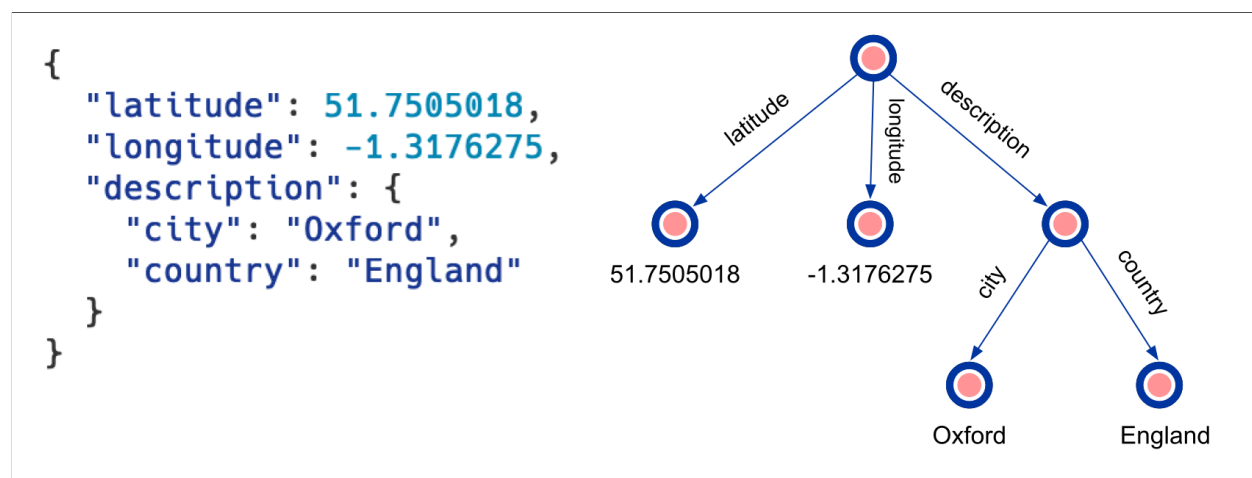 {
  "latitude": 51.7505018,
  "longitude": -1.3176275,
  "description": {
    "city": "Oxford",
    "country": "England"
  }
}
latitude
longitude
description
51.7505018
-1.3176275
city
country
Oxford
England